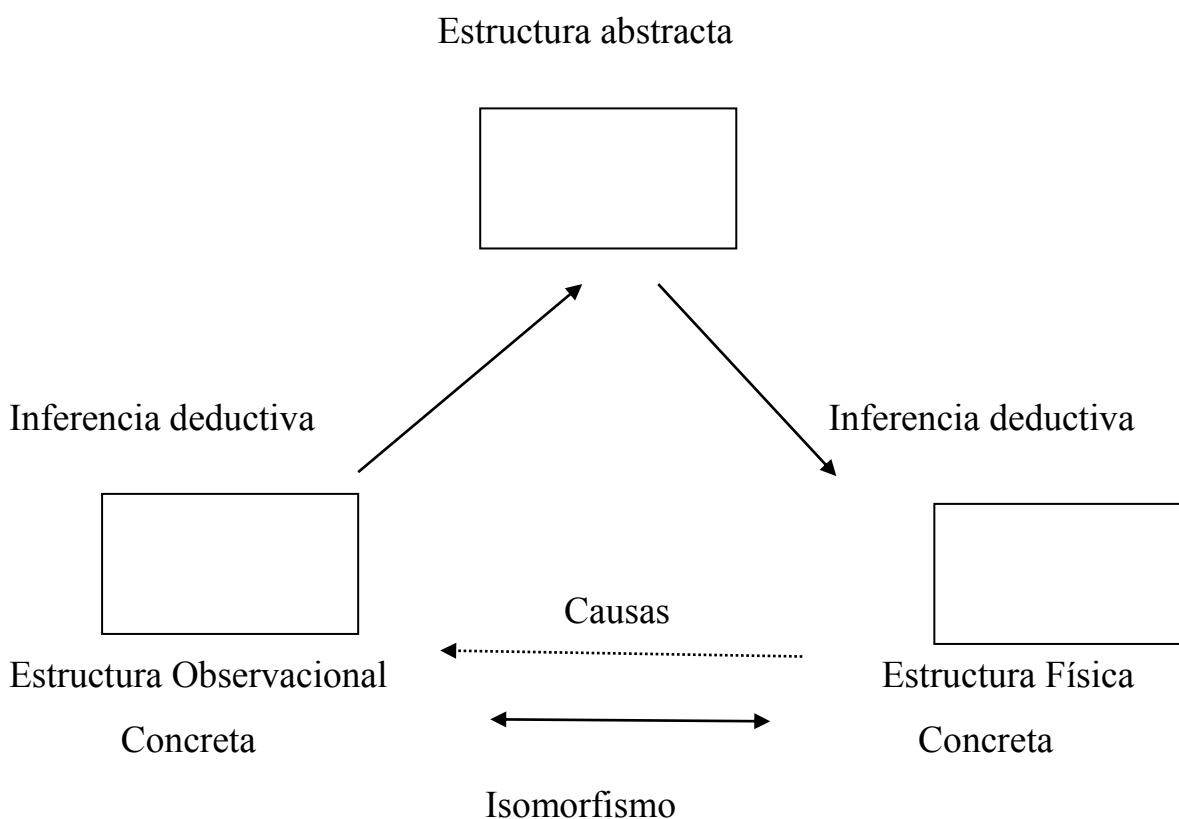 Estructura abstracta
Inferencia deductiva
Inferencia deductiva
Causas
Estructura Observacional
Concreta
Estructura Física
Concreta
Isomorfismo